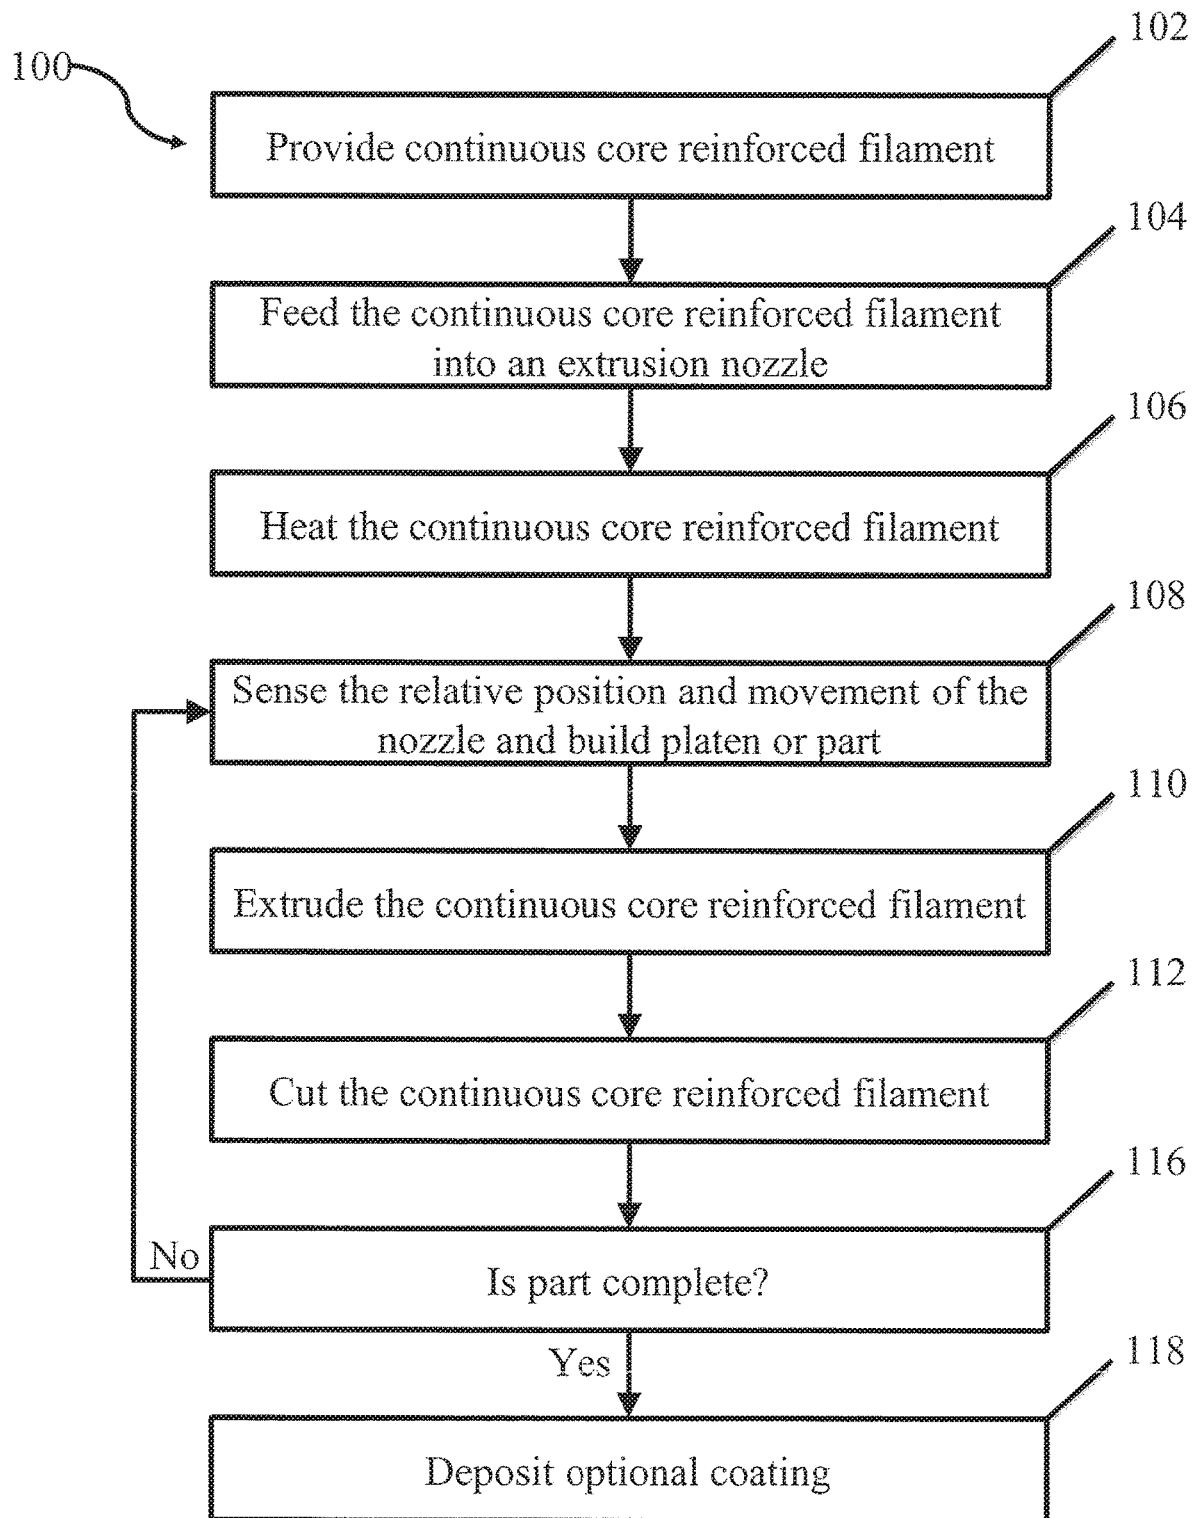 102
100
Provide continuous core reinforced filament
104
Feed the continuous core reinforced filament
into an extrusion nozzle
106
Heat the continuous core reinforced filament
108
Sense the relative position and movement of the
nozzle and build platen or part
110
Extrude the continuous core reinforced filament
112
Cut the continuous core reinforced filament
116
No
Is part complete?
Yes
118
Deposit optional coating